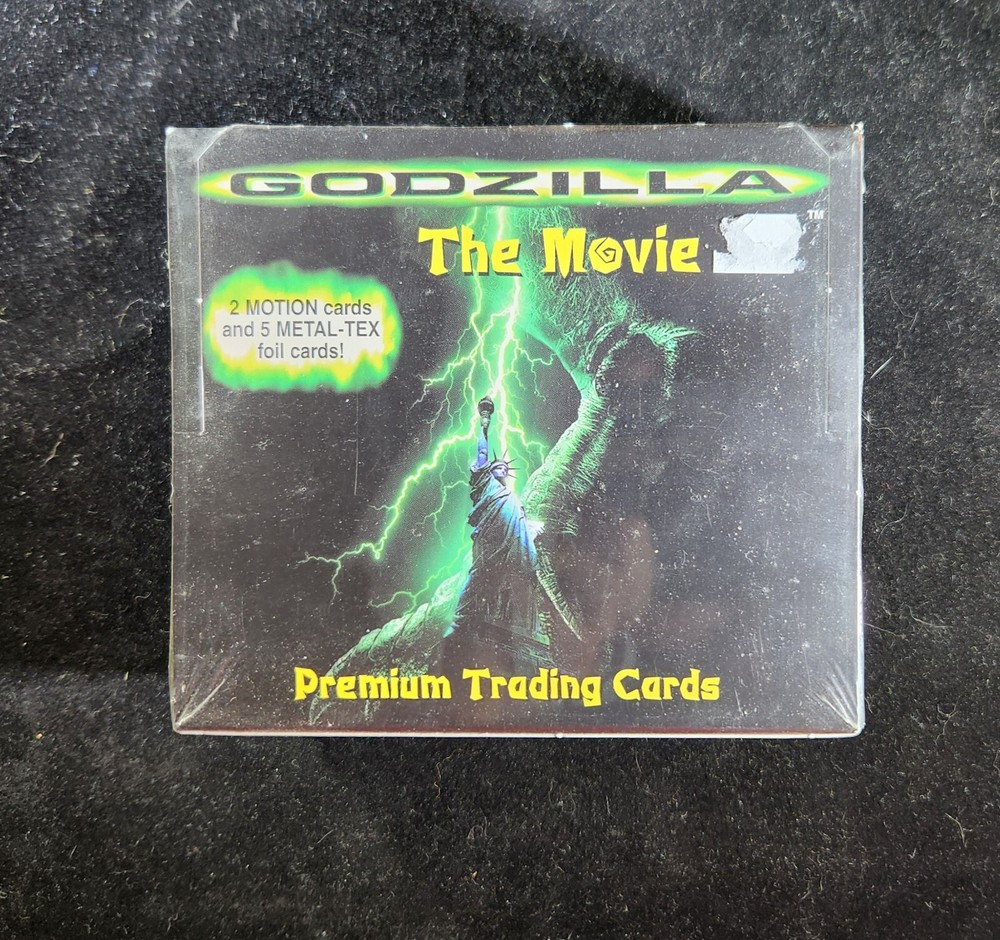 GODZILLA
TM
The Movie
2 MOTION cards
and 5 METAL-TEX
foil cards!
Premium Trading Cards